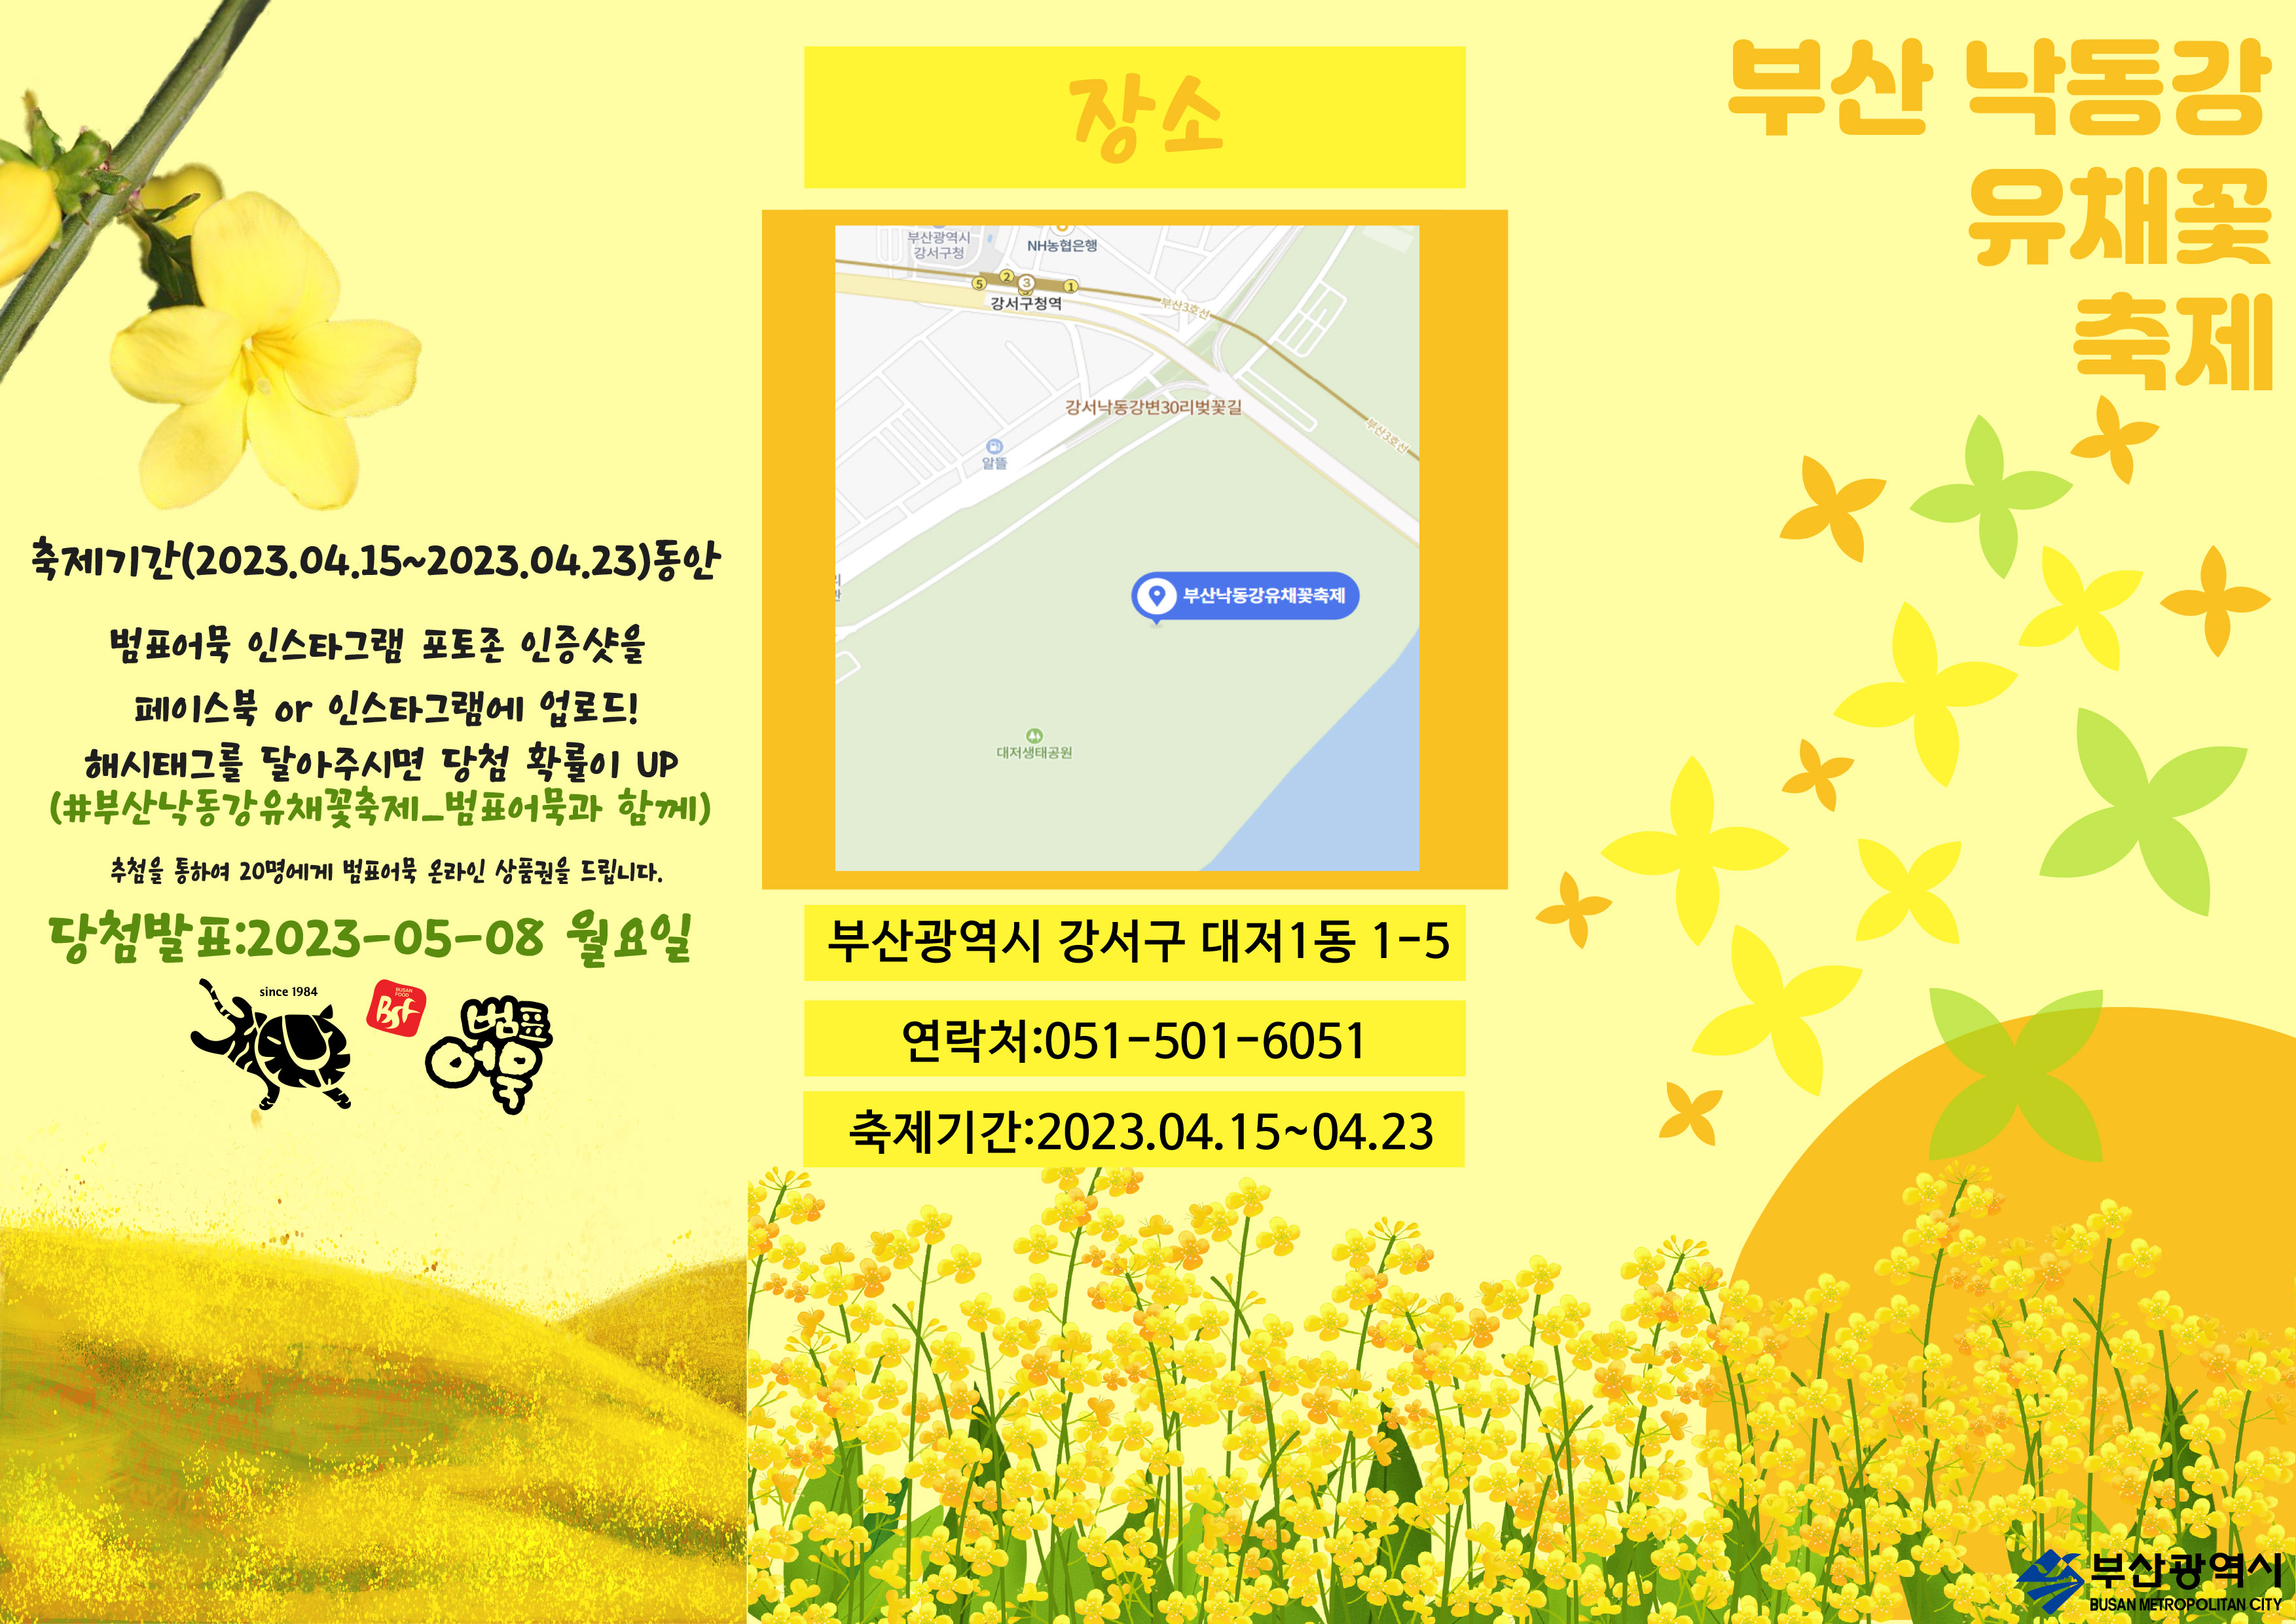 축제기간(2023.04.15~2023.04.23)동안
범표어묵 인스타그램 포토존 인증샷을
페이스북 or 인스타그램에 업로드!
해시태그를 달아주시면 당첨 확률이 UP
(#부산낙동강유채꽃축제_범표어묵과 함께)
추첨을 통하여 20명에게 범표어묵 온라인 상품권을 드립니다.
당첨발표:2023-05-08 월요일
since 1984
BUSAN
FOOD
BSF
범표
어묵
장소
부산광역시
강서구청
NH농협은행
5
2
3
1
강서구청역
부산3호선
강서낙동강변30리벚꽃길
부산3호선
알뜰
부산낙동강유채꽃축제
대저생태공원
부산광역시 강서구 대저1동 1-5
연락처:051-501-6051
축제기간:2023.04.15~04.23
부산 낙동강
유채꽃
축제
부산광역시
BUSAN METROPOLITAN CITY